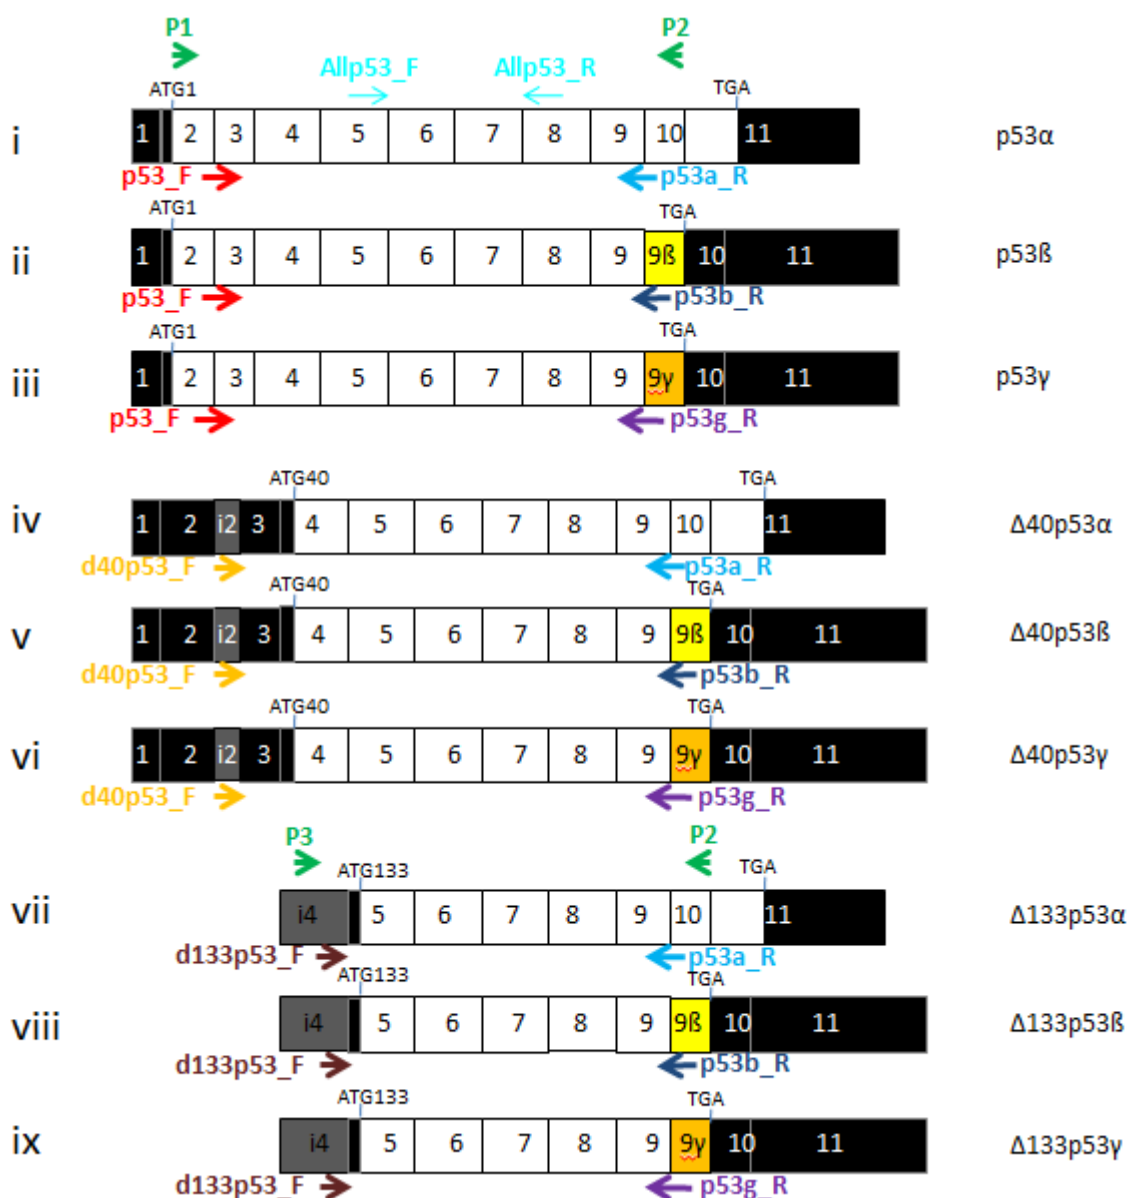 P1 P2
Allp53_F Allp53_R
ATG1 TGA
i 1 2 3 4 5 6 7 8 9 10 11 p53α
p53_F p53a_R
ATG1 TGA
ii 1 2 3 4 5 6 7 8 9 9ß 10 11 p53ß
p53_F p53b_R
ATG1 TGA
iii 1 2 3 4 5 6 7 8 9 9γ 10 11 p53γ
p53_F p53g_R
ATG40 TGA
iv 1 2 i2 3 4 5 6 7 8 9 10 11 Δ40p53α
d40p53_F p53a_R
ATG40 TGA
v 1 2 i2 3 4 5 6 7 8 9 9ß 10 11 Δ40p53ß
d40p53_F p53b_R
ATG40 TGA
vi 1 2 i2 3 4 5 6 7 8 9 9γ 10 11 Δ40p53γ
d40p53_F p53g_R
P3 P2
ATG133 TGA
vii i4 5 6 7 8 9 10 11 Δ133p53α
d133p53_F p53a_R
ATG133 TGA
viii i4 5 6 7 8 9 9ß 10 11 Δ133p53ß
d133p53_F p53b_R
ATG133 TGA
ix i4 5 6 7 8 9 9γ 10 11 Δ133p53γ
d133p53_F p53g_R